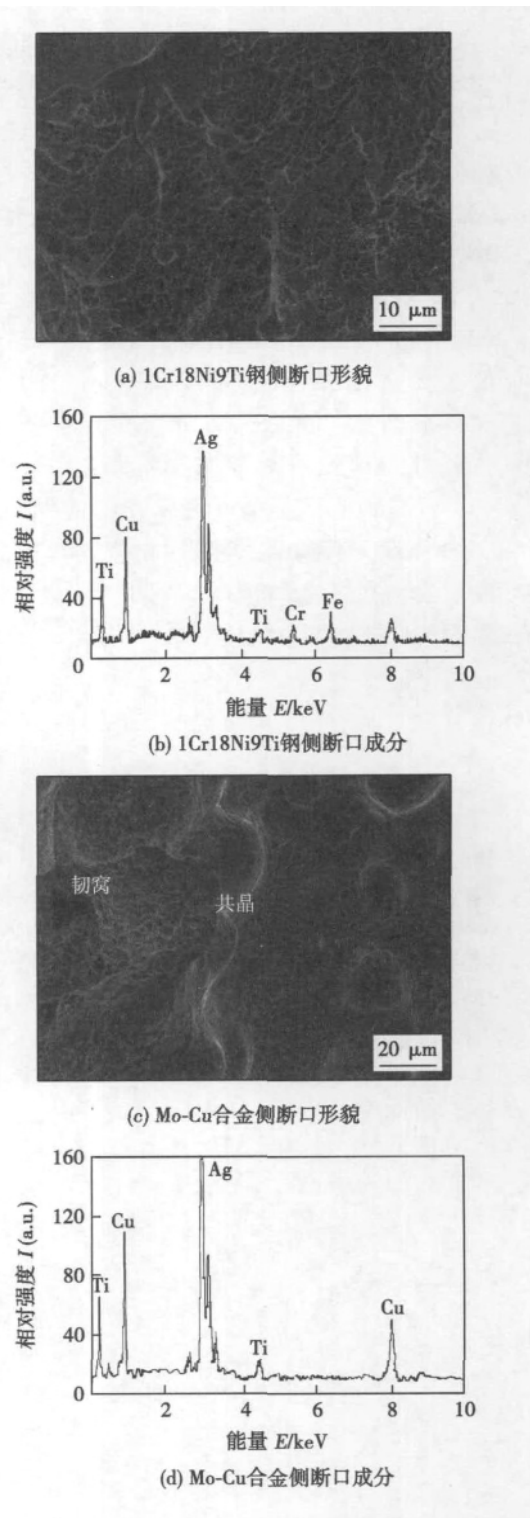 10 μm
(a) 1Cr18Ni9Ti钢侧断口形貌
160
120
80
40
0
相对强度 I (a.u.)
Ti
Cu
Ag
Ti
Cr
Fe
2
4
6
8
10
能量 E/keV
(b) 1Cr18Ni9Ti钢侧断口成分
韧窝
共晶
20 μm
(c) Mo-Cu合金侧断口形貌
160
120
80
40
0
相对强度 I (a.u.)
Ti
Cu
Ag
Ti
Cu
2
4
6
8
10
能量 E/keV
(d) Mo-Cu合金侧断口成分